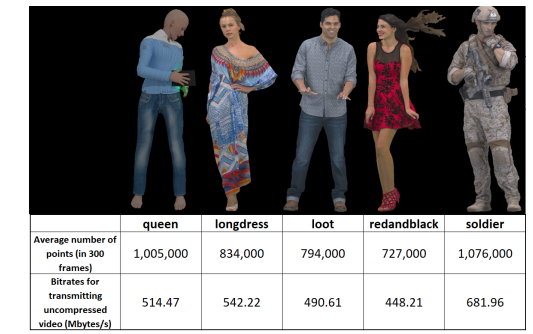 queen longdress loot redandblack soldier
Average number of
points (in 300
frames)
1,005,000 834,000 794,000 727,000 1,076,000
Bitrates for
transmitting
uncompressed
video (Mbytes/s)
514.47 542.22 490.61 448.21 681.96